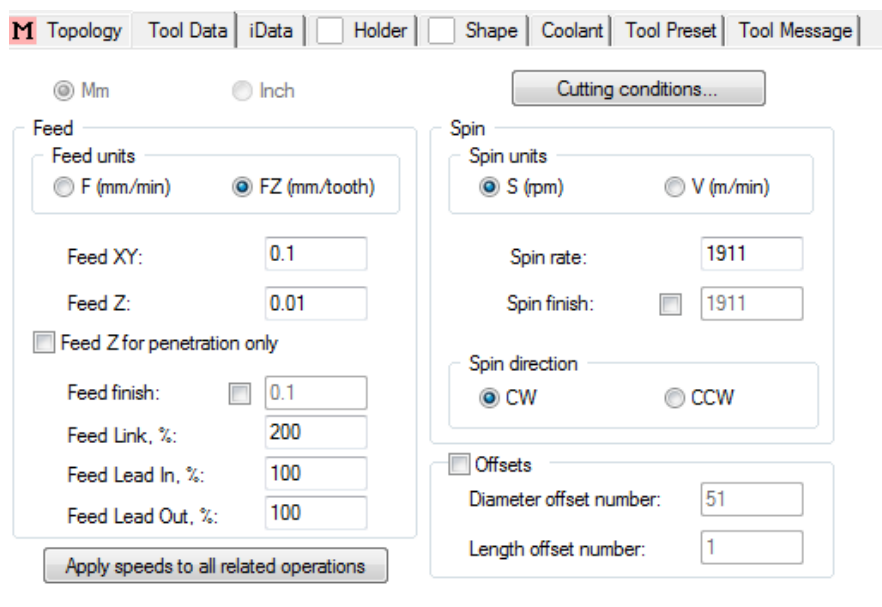 M Topology Tool Data iData Holder Shape Coolant Tool Preset Tool Message
Mm Inch Cutting conditions...
Feed
Feed units
F (mm/min) FZ (mm/tooth)
Feed XY: 0.1
Feed Z: 0.01
Feed Z for penetration only
Feed finish: 0.1
Feed Link, %: 200
Feed Lead In, %: 100
Feed Lead Out, %: 100
Apply speeds to all related operations
Spin
Spin units
S (rpm) V (m/min)
Spin rate: 1911
Spin finish: 1911
Spin direction
CW CCW
Offsets
Diameter offset number: 51
Length offset number: 1